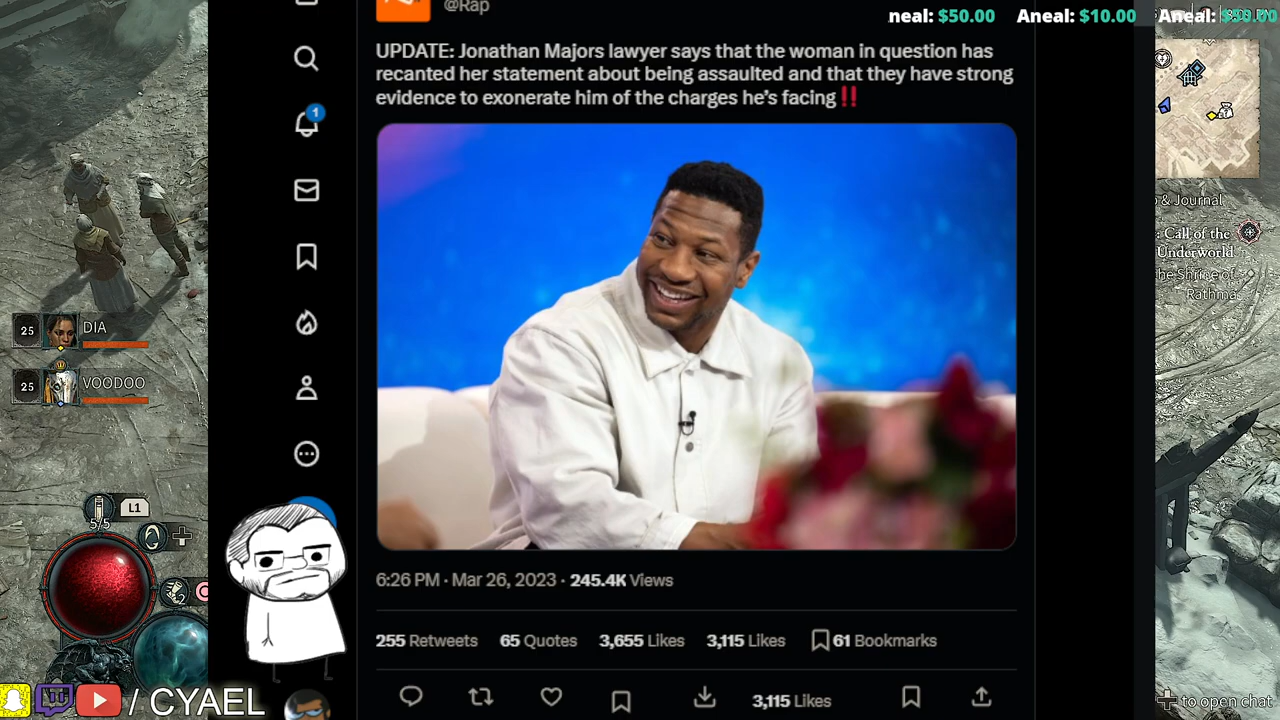 @Rap
neal: $50.00 Aneal: $10.00 Aneal:
UPDATE: Jonathan Majors lawyer says that the woman in question has
recanted her statement about being assaulted and that they have strong
evidence to exonerate him of the charges he's facing‼️
1
& Journal
: Call of the
Underworld
he Shrine of
Rathma
25 DIA
25 VOODOO
L1
5/5
2
6:26 PM · Mar 26, 2023 · 245.4K Views
255 Retweets 65 Quotes 3,655 Likes 3,115 Likes 61 Bookmarks
3,115 Likes
/ CYAEL
to open chat